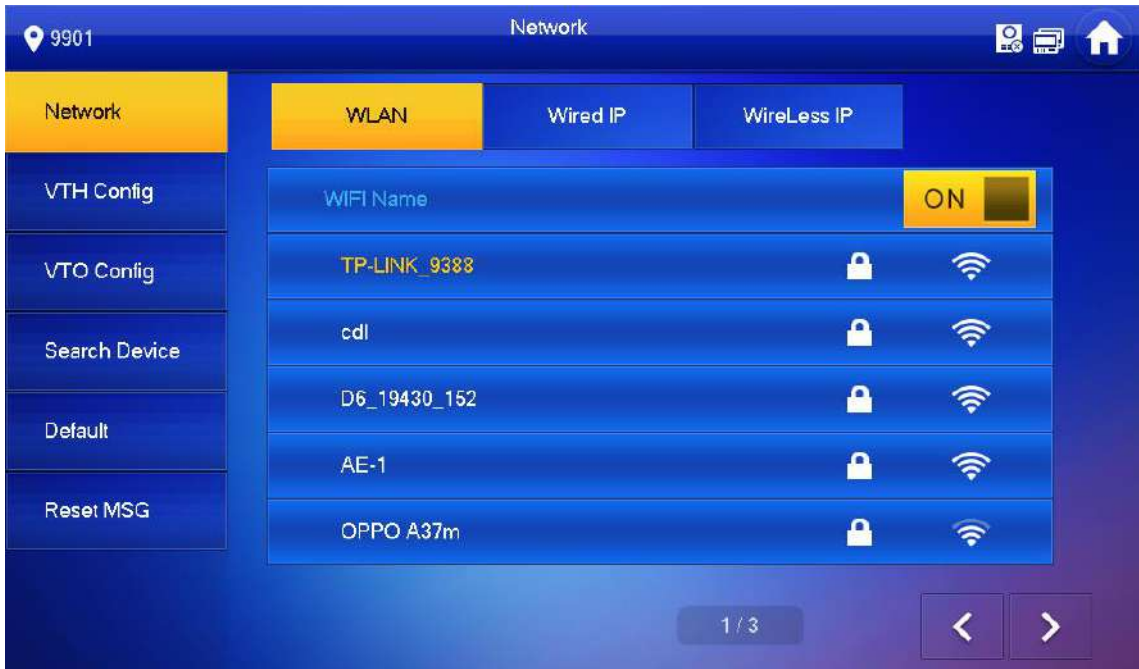 9901
Network
Network
WLAN
Wired IP
WireLess IP
VTH Config
WIFI Name
ON
VTO Config
TP-LINK_9388
Search Device
cdl
D6_19430_152
Default
AE-1
Reset MSG
OPPO A37m
1 / 3